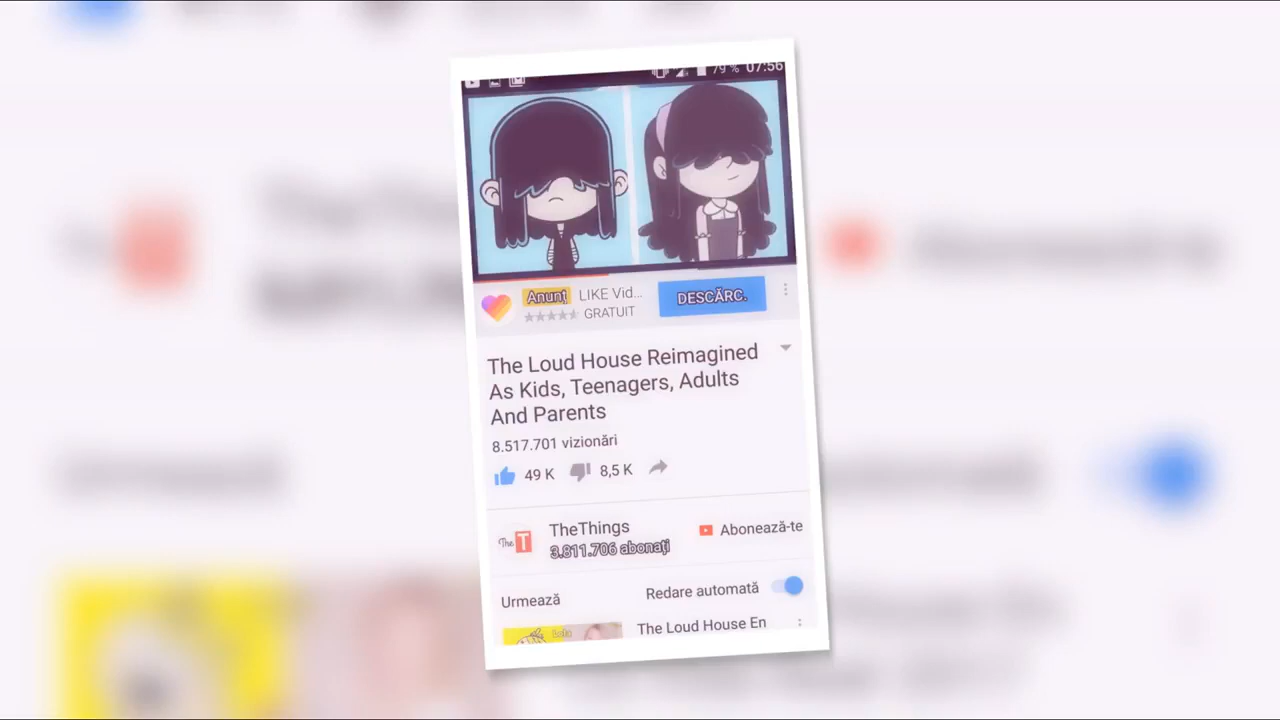 79 % 07:56
Anunț LIKE Vid...
GRATUIT
DESCĂRC.
The Loud House Reimagined
As Kids, Teenagers, Adults
And Parents
8.517.701 vizionări
49 K 8,5 K
The T
TheThings
3.811.706 abonați
Abonează-te
Urmează
Redare automată
Lola
The Loud House En